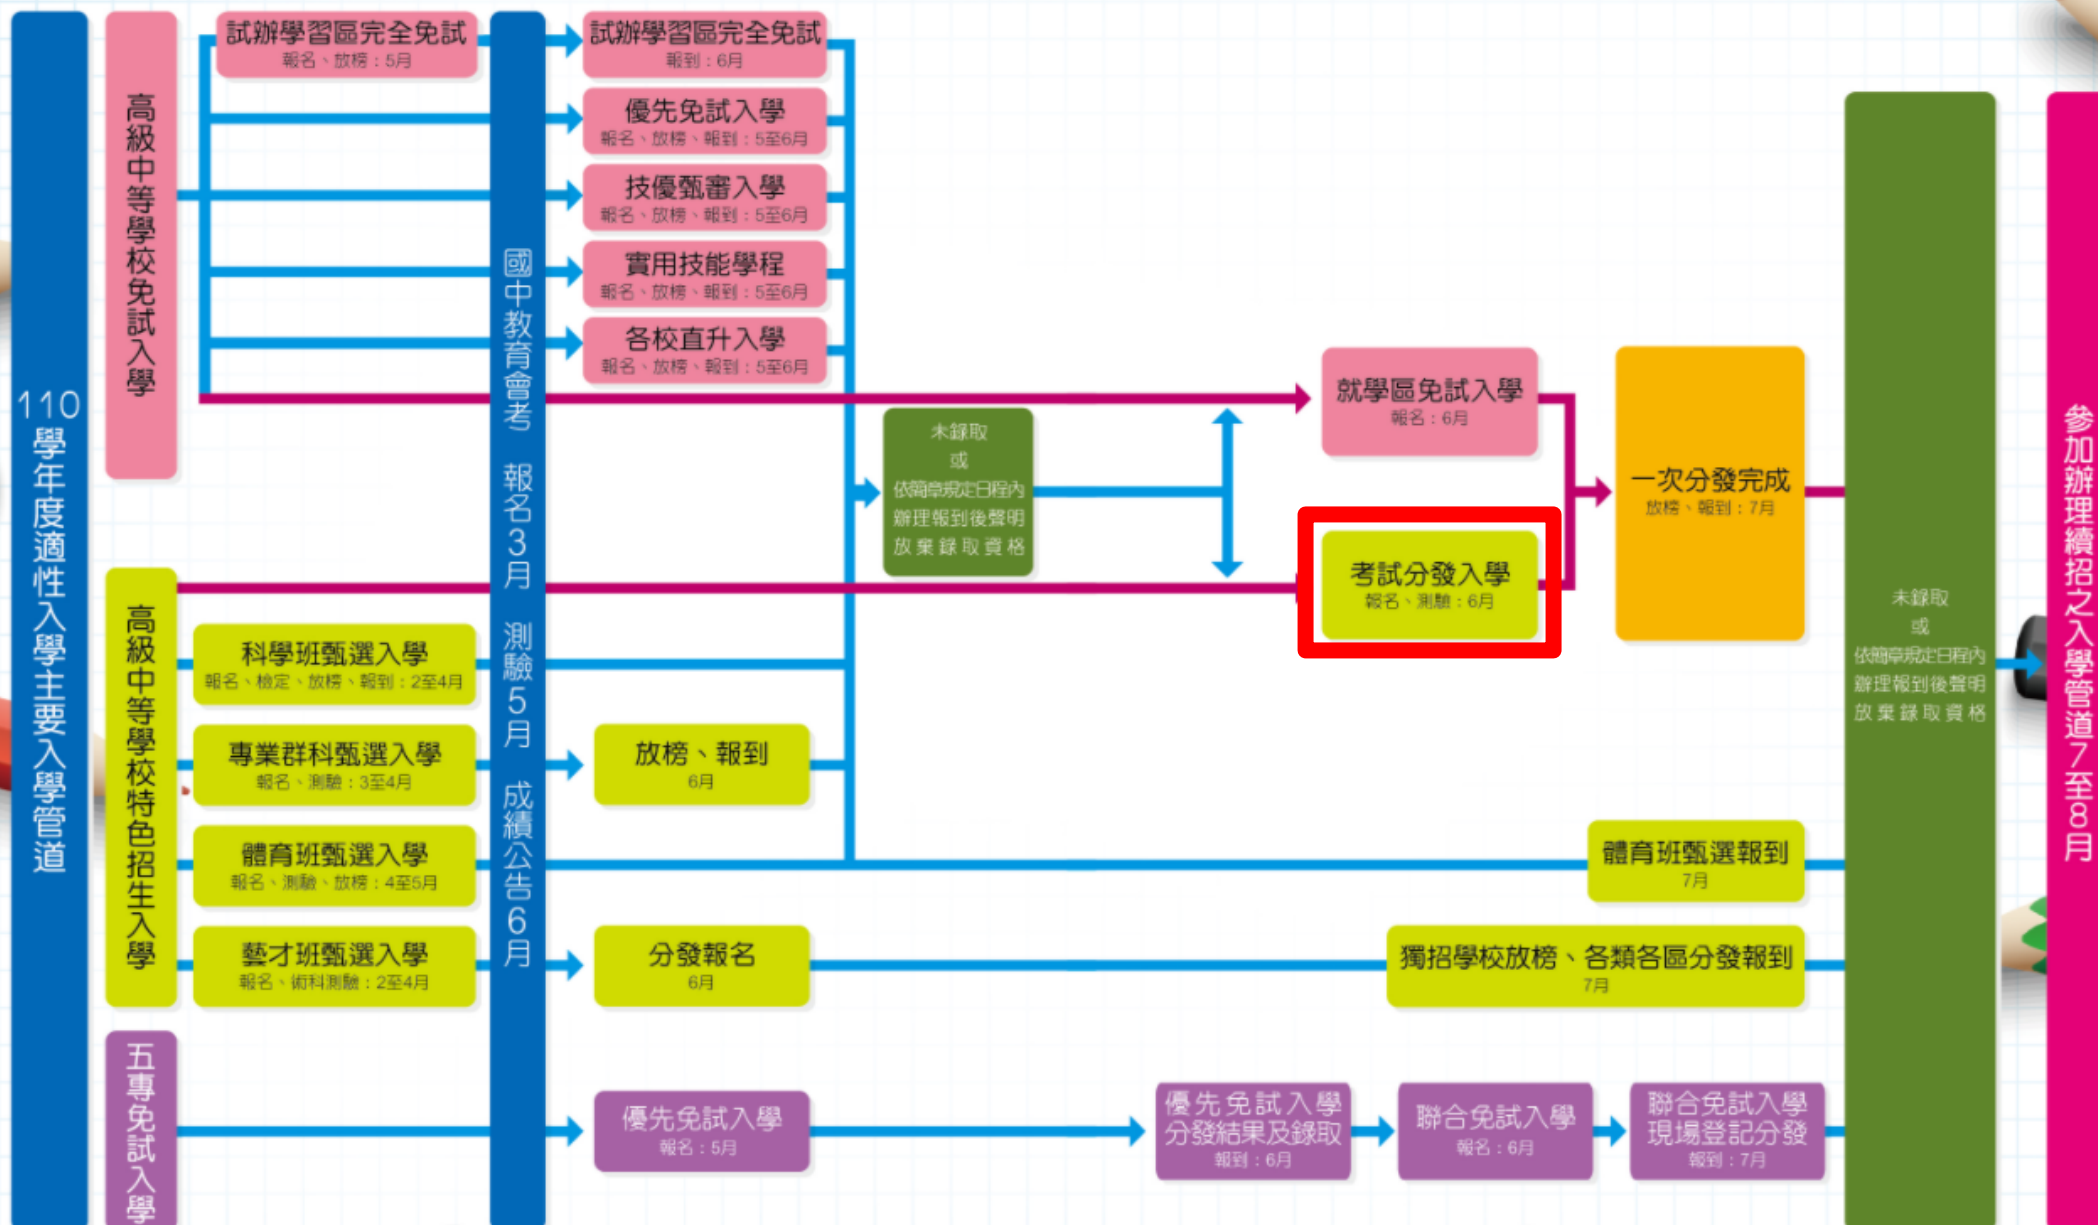 110學年度適性入學主要入學管道
高級中等學校免試入學
試辦學習區完全免試
報名、放榜：5月
國中教育會考 報名3月 測驗5月 成績公告6月
試辦學習區完全免試
報到：6月
優先免試入學
報名、放榜、報到：5至6月
技優甄審入學
報名、放榜、報到：5至6月
實用技能學程
報名、放榜、報到：5至6月
各校直升入學
報名、放榜、報到：5至6月
未錄取
或
依簡章規定日程內
辦理報到後聲明
放棄錄取資格
就學區免試入學
報名：6月
考試分發入學
報名、測驗：6月
一次分發完成
放榜、報到：7月
高級中等學校特色招生入學
科學班甄選入學
報名、檢定、放榜、報到：2至4月
專業群科甄選入學
報名、測驗：3至4月
放榜、報到
6月
體育班甄選入學
報名、測驗、放榜：4至5月
體育班甄選報到
7月
藝才班甄選入學
報名、術科測驗：2至4月
分發報名
6月
獨招學校放榜、各類各區分發報到
7月
五專免試入學
優先免試入學
報名：5月
優先免試入學
分發結果及錄取
報到：6月
聯合免試入學
報名：6月
聯合免試入學
現場登記分發
報到：7月
未錄取
或
依簡章規定日程內
辦理報到後聲明
放棄錄取資格
參加辦理續招之入學管道7至8月